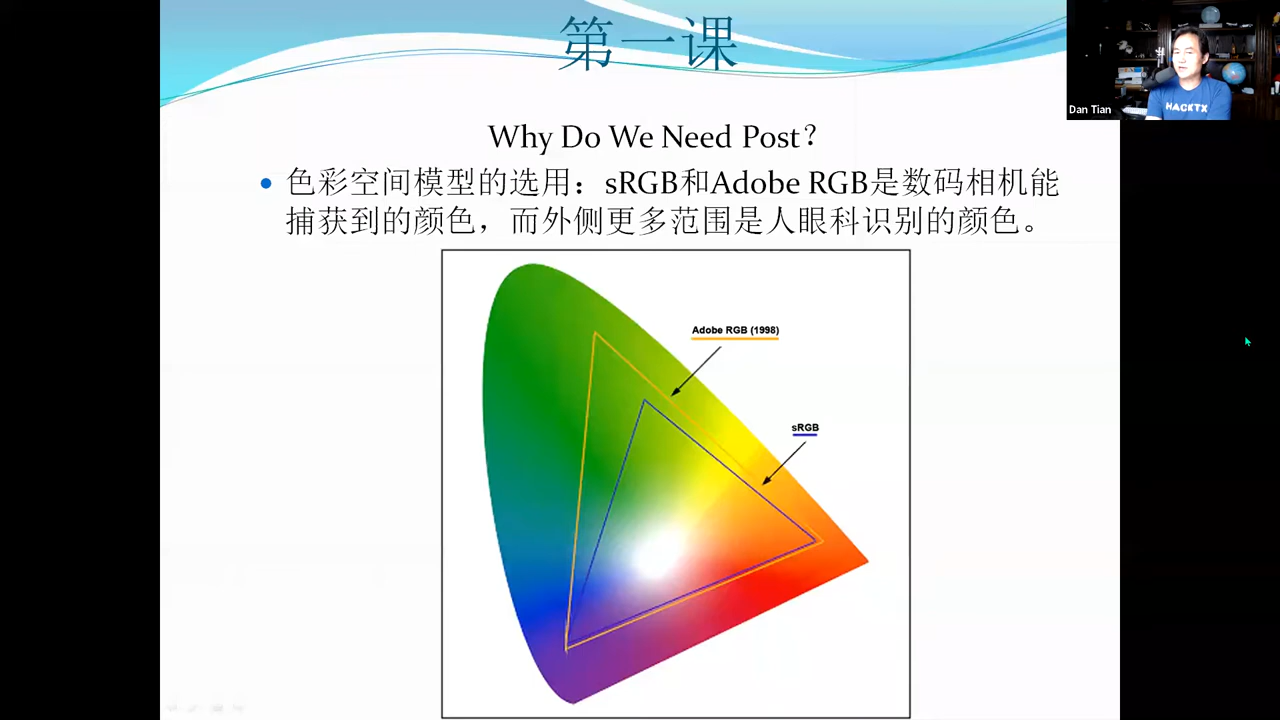 第一课
Why Do We Need Post？
色彩空间模型的选用：sRGB和Adobe RGB是数码相机能
捕获到的颜色，而外侧更多范围是人眼科识别的颜色。
Adobe RGB (1998)
sRGB
HACKTX
Dan Tian